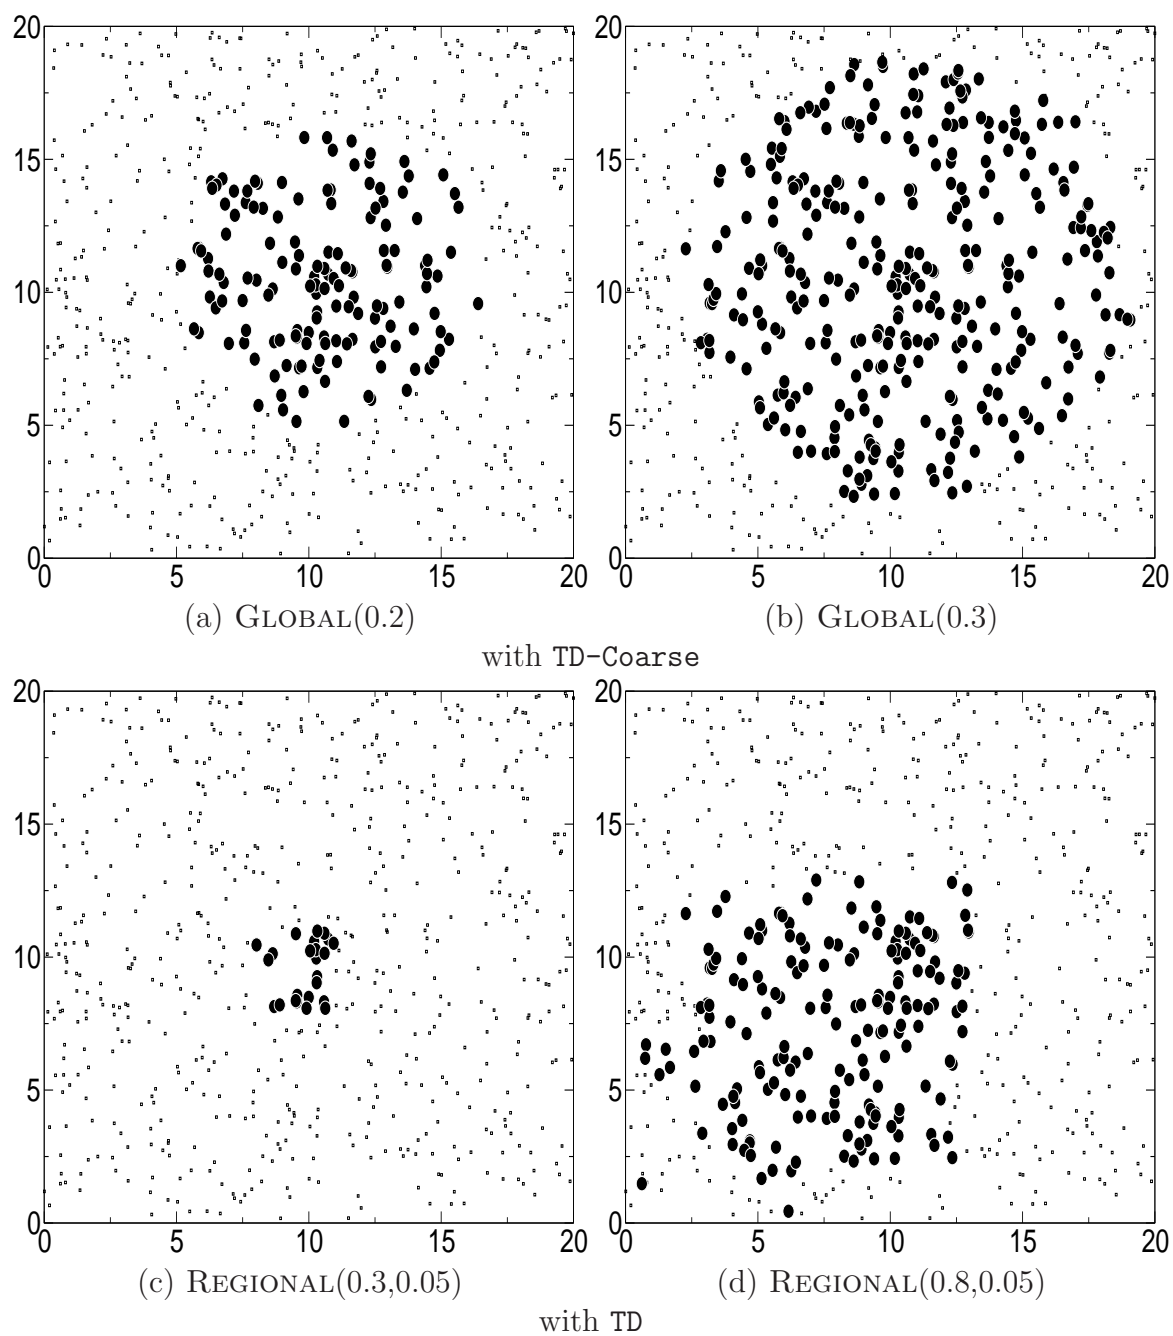 20
20
15
15
10
10
5
5
0
0
0 5 10 15 20
0 5 10 15 20
(a) GLOBAL(0.2)
(b) GLOBAL(0.3)
with TD-Coarse
20
20
15
15
10
10
5
5
0
0
0 5 10 15 20
0 5 10 15 20
(c) REGIONAL(0.3,0.05)
(d) REGIONAL(0.8,0.05)
with TD